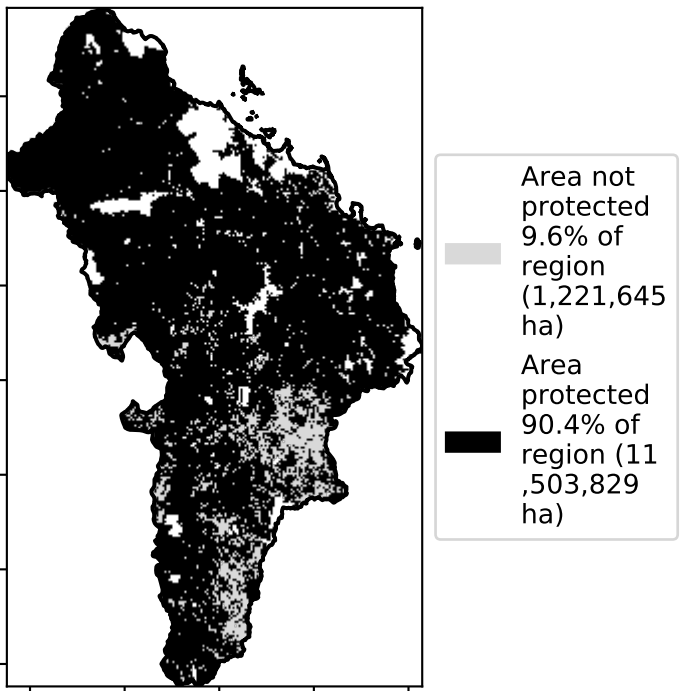 Area not
protected
9.6% of
region
(1,221,645
ha)
Area
protected
90.4% of
region (11
,503,829
ha)